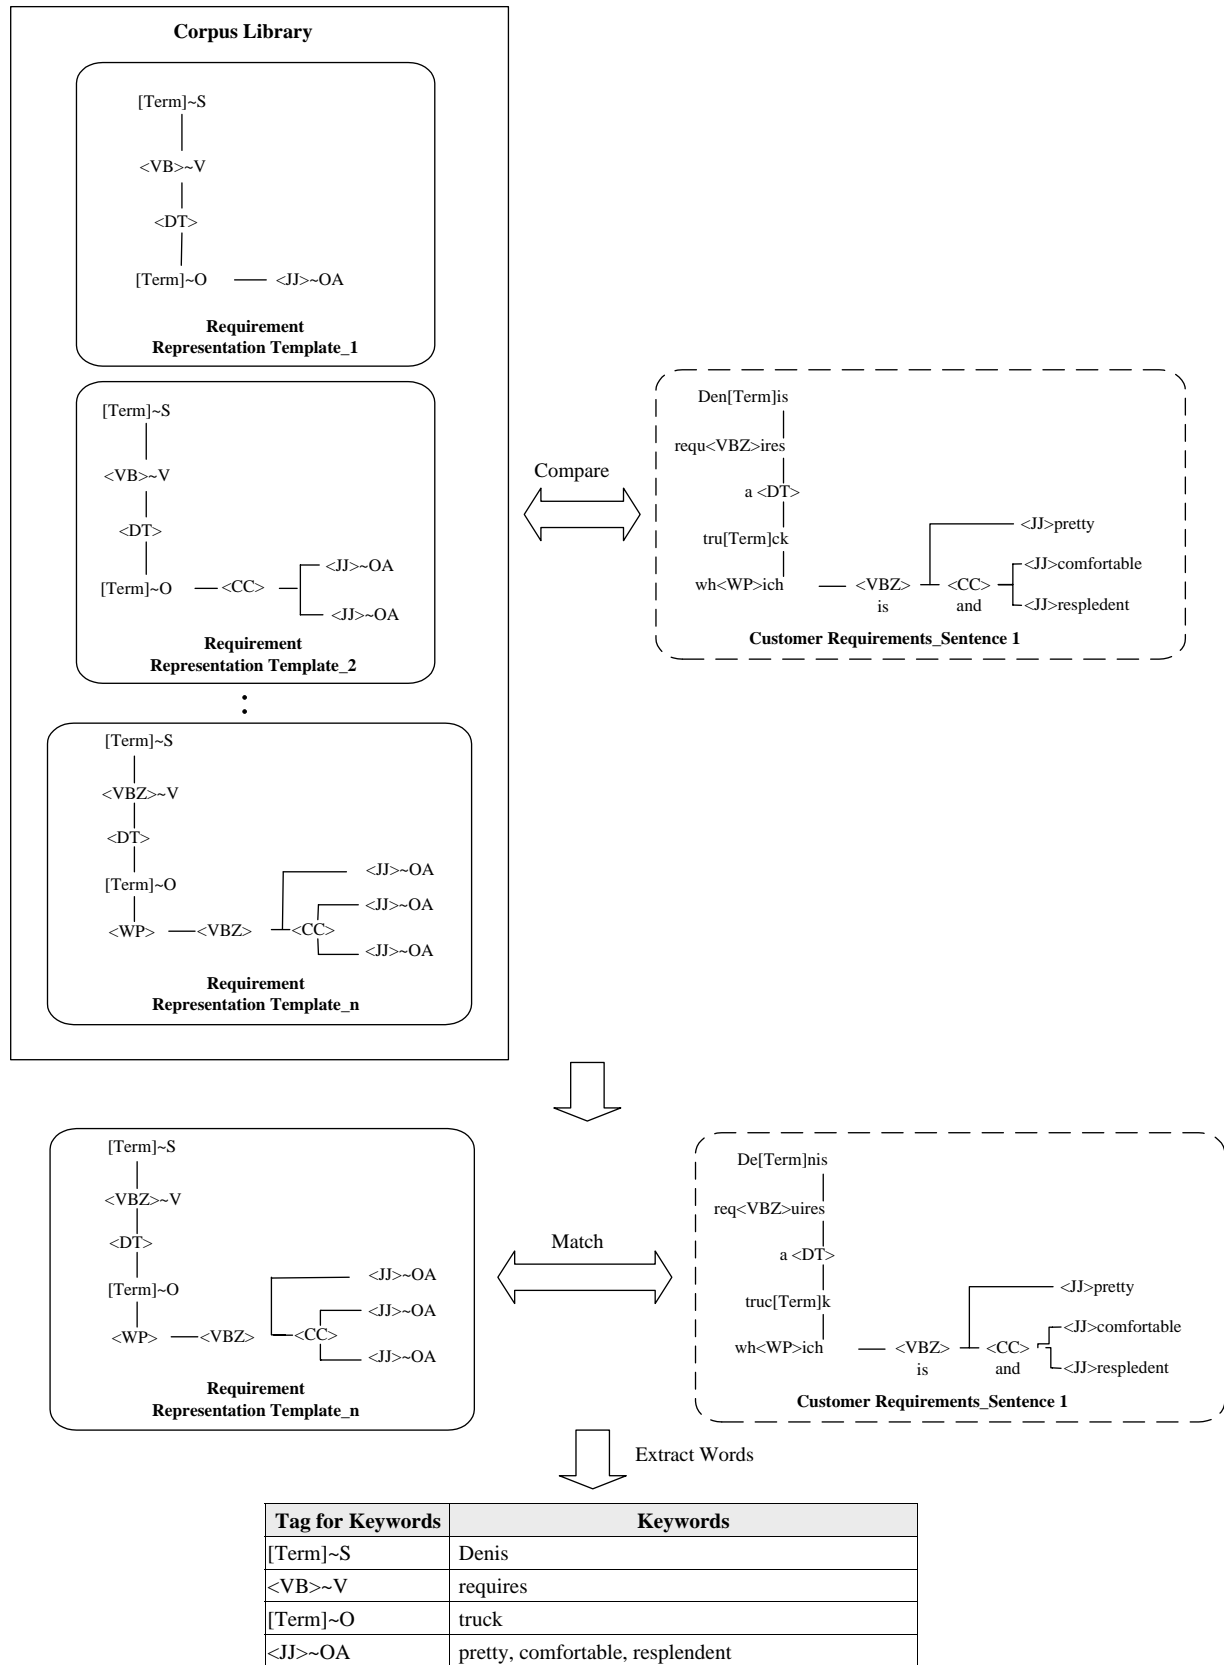 Corpus Library
[Term]~S
<VB>~V
<DT>
[Term]~O <JJ>~OA
Requirement
Representation Template_1
[Term]~S
<VB>~V
<DT>
<JJ>~OA
[Term]~O <CC>
<JJ>~OA
Requirement
Representation Template_2
:
[Term]~S
<VBZ>~V
<DT>
<JJ>~OA
[Term]~O
<JJ>~OA
<WP> <VBZ> <CC>
<JJ>~OA
Requirement
Representation Template_n
Compare
Den[Term]is
requ<VBZ>ires
a <DT>
<JJ>pretty
tru[Term]ck
<JJ>comfortable
wh<WP>ich <VBZ> <CC>
is and <JJ>respledent
Customer Requirements_Sentence 1
[Term]~S
<VBZ>~V
<DT>
<JJ>~OA
[Term]~O
<JJ>~OA
<WP> <VBZ> <CC>
<JJ>~OA
Requirement
Representation Template_n
Match
De[Term]nis
req<VBZ>uires
a <DT>
<JJ>pretty
truc[Term]k
<JJ>comfortable
wh<WP>ich <VBZ> <CC>
is and <JJ>respledent
Customer Requirements_Sentence 1
Extract Words
Tag for Keywords Keywords
[Term]~S Denis
<VB>~V requires
[Term]~O truck
<JJ>~OA pretty, comfortable, resplendent